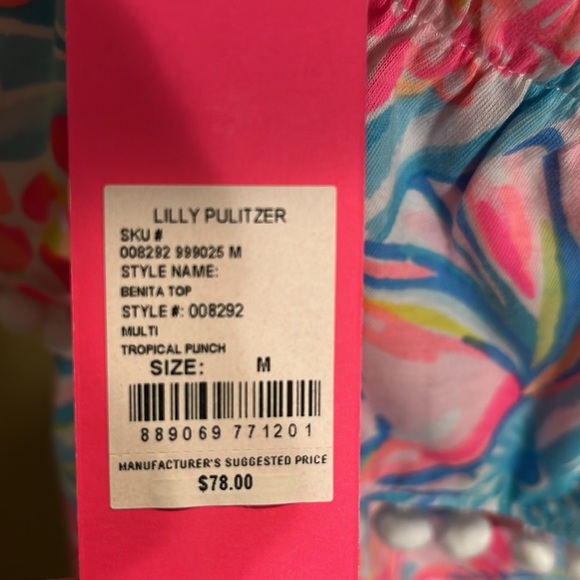 LILLY PULITZER
SKU #
008292 999025 M
STYLE NAME:
BENITA TOP
STYLE #: 008292
MULTI
TROPICAL PUNCH
SIZE: M
889069 771201
MANUFACTURER'S SUGGESTED PRICE
$78.00